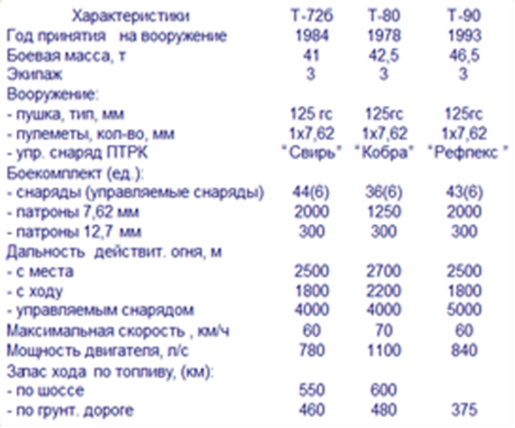 Характеристики Т-72б Т-80 Т-90
Год принятия на вооружение 1984 1978 1993
Боевая масса, т 41 42,5 46,5
Экипаж 3 3 3
Вооружение:
- пушка, тип, мм 125 гс 125гс 125гс
- пулеметы, кол-во, мм 1х7,62 1х7,62 1х7,62
- упр. снаряд ПТРК "Свирь" "Кобра" "Рефлекс "
Боекомплект (ед.):
- снаряды (управляемые снаряды) 44(6) 36(6) 43(6)
- патроны 7,62 мм 2000 1250 2000
- патроны 12,7 мм 300 300 300
Дальность действит. огня, м
- с места 2500 2700 2500
- с ходу 1800 2200 1800
- управляемым снарядом 4000 4000 5000
Максимальная скорость , км/ч 60 70 60
Мощность двигателя, л/с 780 1100 840
Запас хода по топливу, (км):
- по шоссе 550 600
- по грунт. дороге 460 480 375